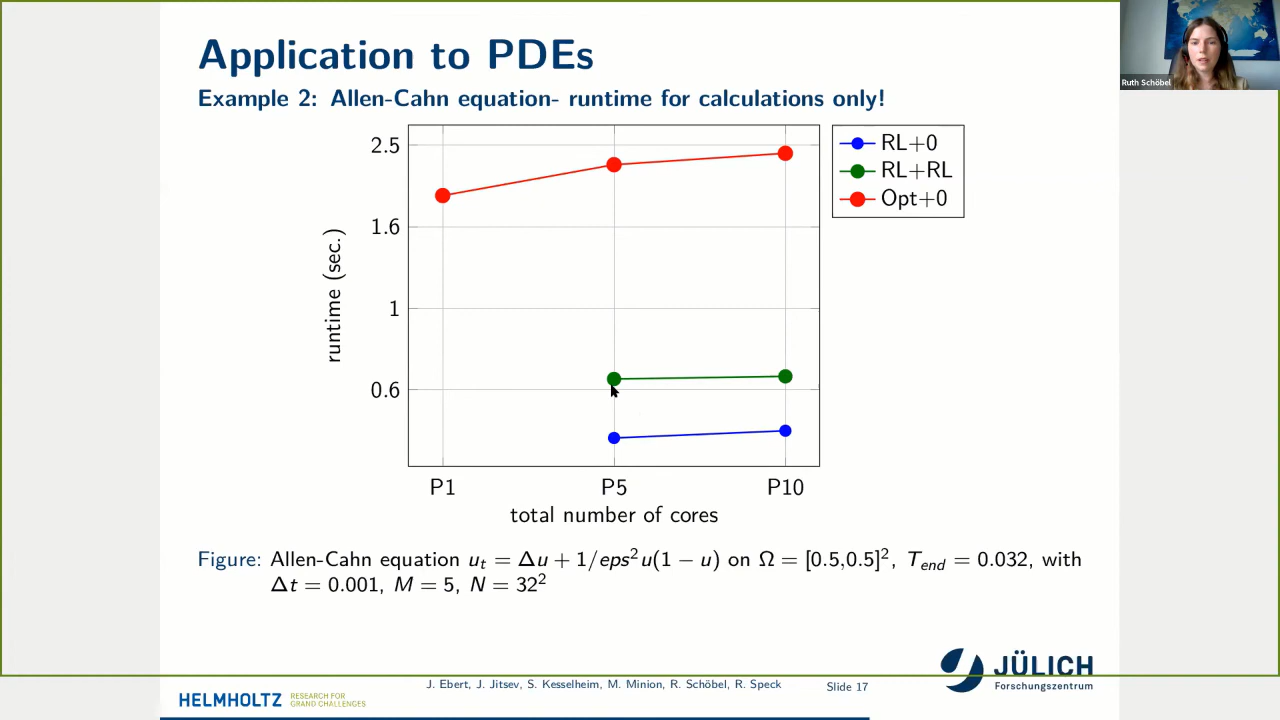 Application to PDEs
Example 2: Allen-Cahn equation- runtime for calculations only!
Ruth Schöbel
2.5
1.6
1
0.6
runtime (sec.)
RL+0
RL+RL
Opt+0
P1
P5
P10
total number of cores
Figure: Allen-Cahn equation u_t = Δu + 1/eps²u(1 − u) on Ω = [0.5,0.5]², T_end = 0.032, with
Δt = 0.001, M = 5, N = 32²
JÜLICH
Forschungszentrum
J. Ebert, J. Jitsev, S. Kesselheim, M. Minion, R. Schöbel, R. Speck
Slide 17
HELMHOLTZ
RESEARCH FOR
GRAND CHALLENGES